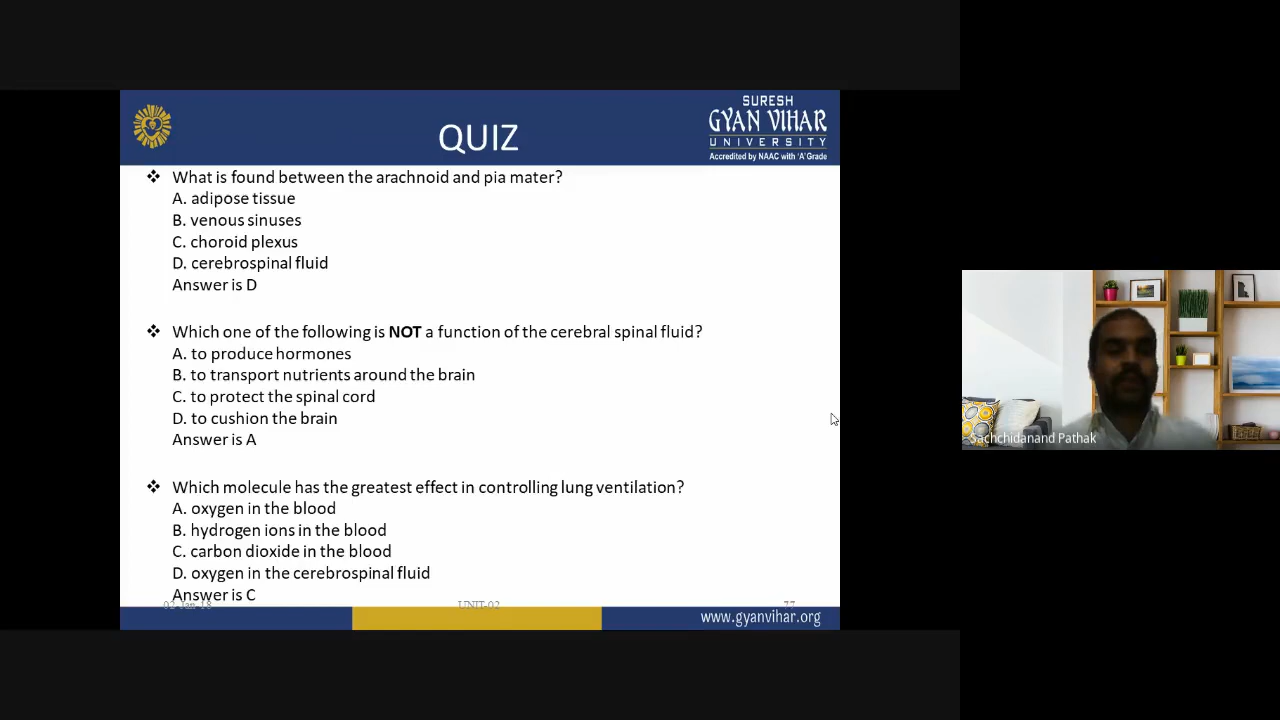 SURESH
GYAN VIHAR
UNIVERSITY
Accredited by NAAC with 'A' Grade
QUIZ
❖ What is found between the arachnoid and pia mater?
A. adipose tissue
B. venous sinuses
C. choroid plexus
D. cerebrospinal fluid
Answer is D
❖ Which one of the following is NOT a function of the cerebral spinal fluid?
A. to produce hormones
B. to transport nutrients around the brain
C. to protect the spinal cord
D. to cushion the brain
Answer is A
❖ Which molecule has the greatest effect in controlling lung ventilation?
A. oxygen in the blood
B. hydrogen ions in the blood
C. carbon dioxide in the blood
D. oxygen in the cerebrospinal fluid
Answer is C
02-Jan-18 UNIT-02 77
www.gyanvihar.org
Sachchidanand Pathak